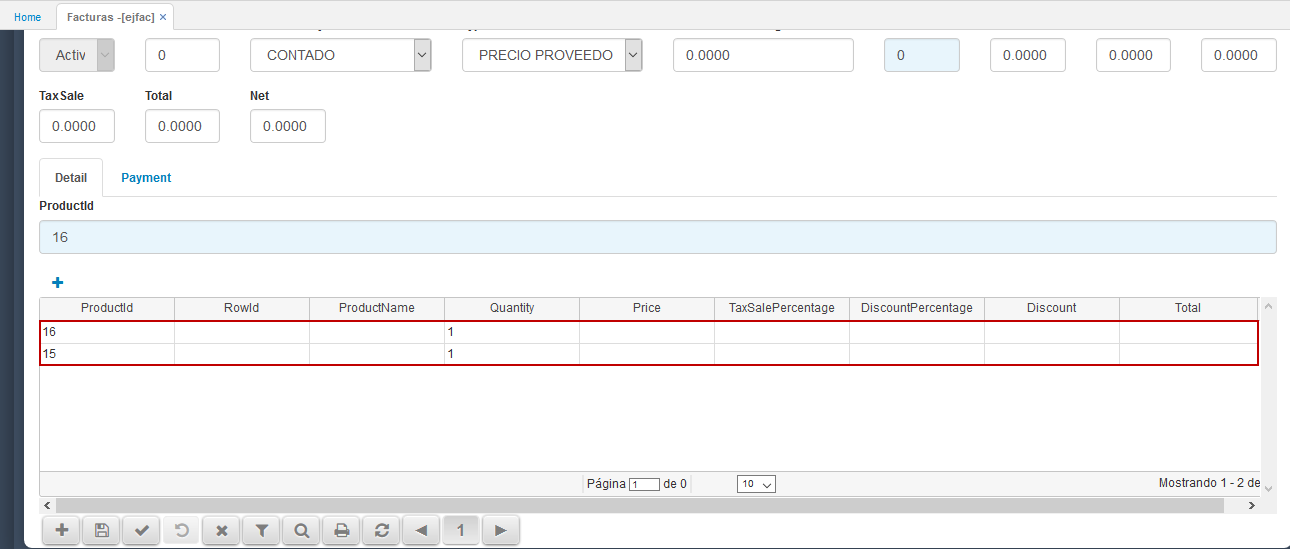 Home
Facturas -[ejfac] ×
Activ 0 CONTADO PRECIO PROVEEDO 0.0000 0 0.0000 0.0000 0.0000
TaxSale Total Net
0.0000 0.0000 0.0000
Detail Payment
ProductId
16
ProductId RowId ProductName Quantity Price TaxSalePercentage DiscountPercentage Discount Total
16 1
15 1
Página 1 de 0 10 Mostrando 1 - 2 de
1